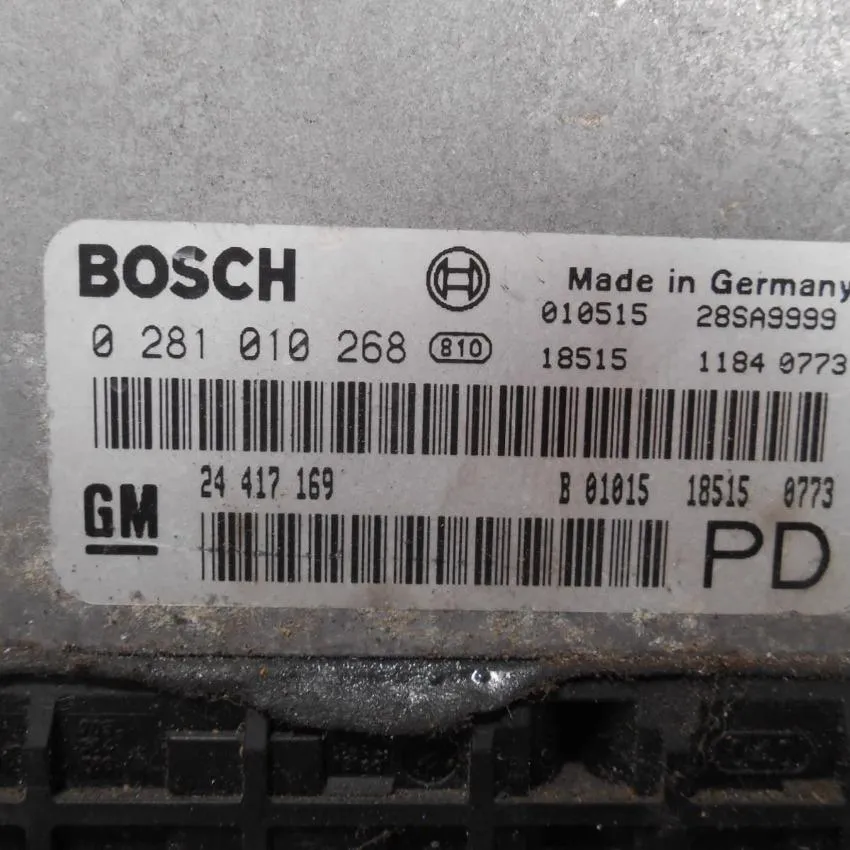 BOSCH
Made in Germany
010515 28SA9999
0 281 010 268 810
18515 1184 0773
24 417 169 B 01015 18515 0773
GM
PD